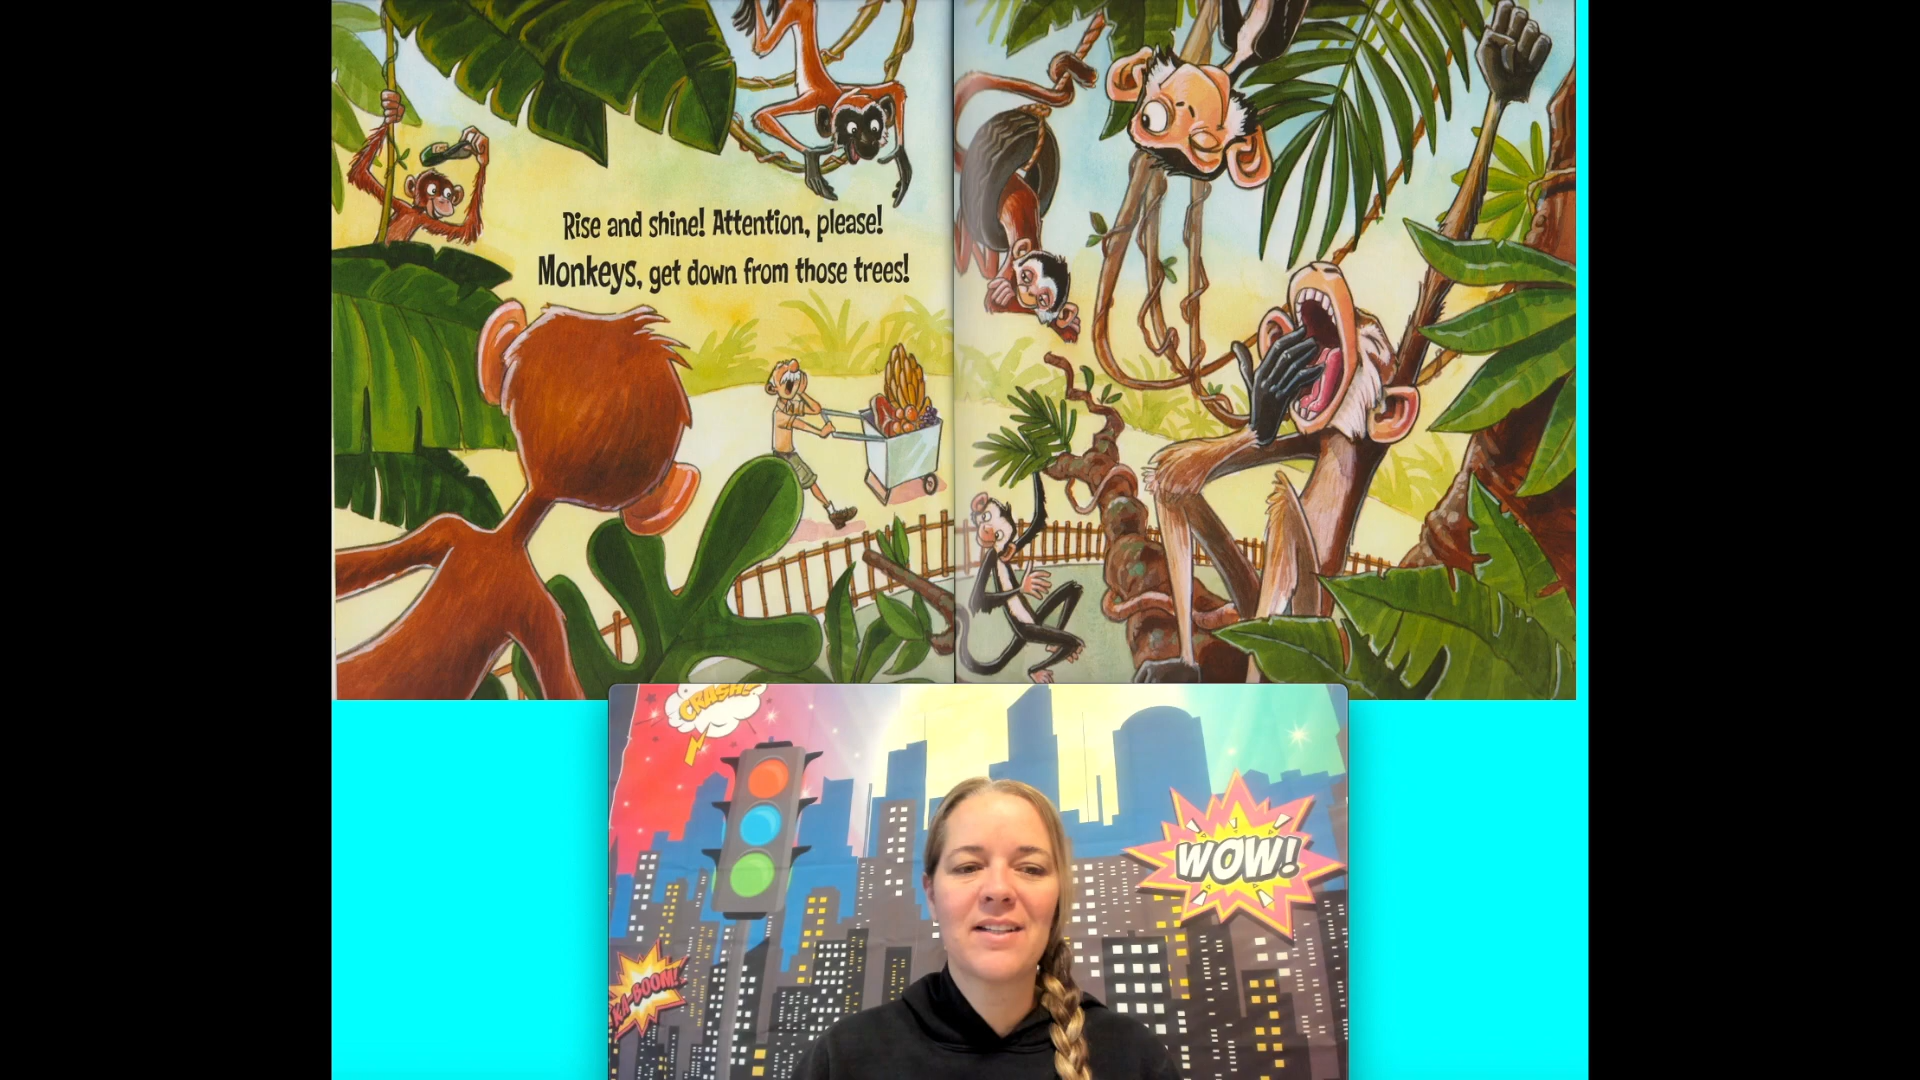 Rise and shine! Attention, please!
Monkeys, get down from those trees!
CRASH!
WOW!
KA-BOOM!